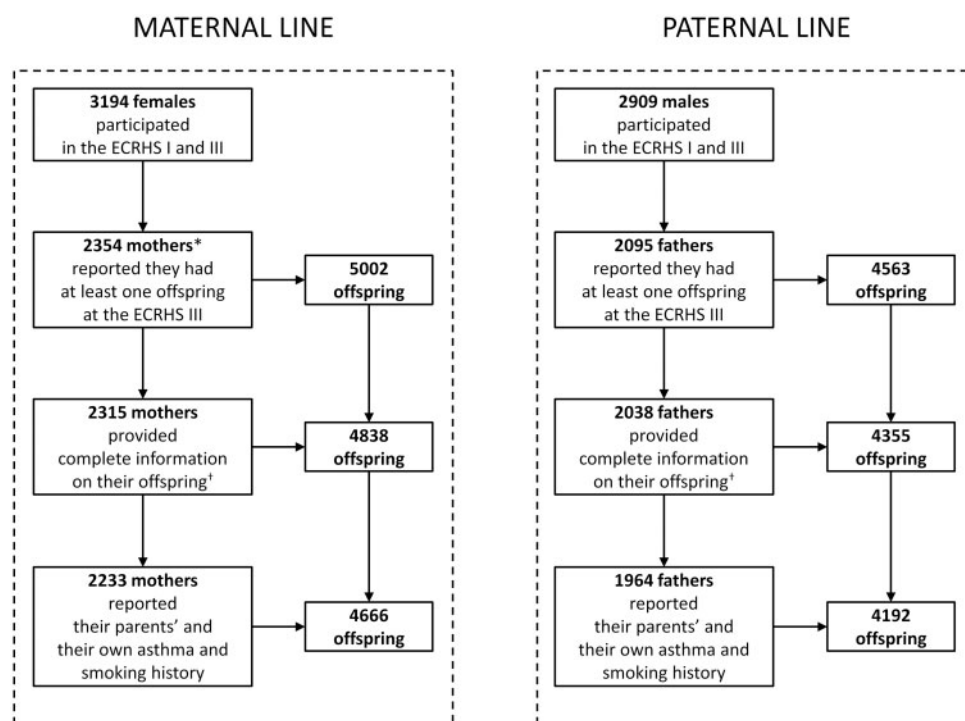 MATERNAL LINE
3194 females
participated
in the ECRHS I and III
2354 mothers*
reported they had
at least one offspring
at the ECRHS III
5002
offspring
2315 mothers
provided
complete information
on their offspring†
4838
offspring
2233 mothers
reported
their parents’ and
their own asthma and
smoking history
4666
offspring
PATERNAL LINE
2909 males
participated
in the ECRHS I and III
2095 fathers
reported they had
at least one offspring
at the ECRHS III
4563
offspring
2038 fathers
provided
complete information
on their offspring†
4355
offspring
1964 fathers
reported
their parents’ and
their own asthma and
smoking history
4192
offspring